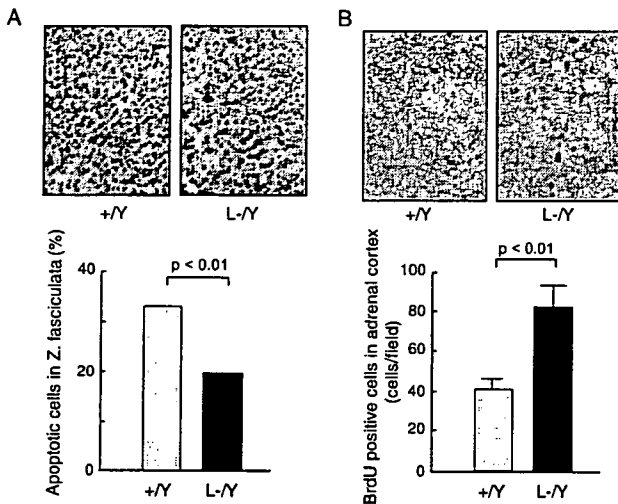 A
+/Y L-/Y
Apoptotic cells in Z. fasciculata (%)
40
20
0
p < 0.01
+/Y L-/Y
B
+/Y L-/Y
BrdU positive cells in adrenal cortex
(cells/field)
100
80
60
40
20
0
p < 0.01
+/Y L-/Y